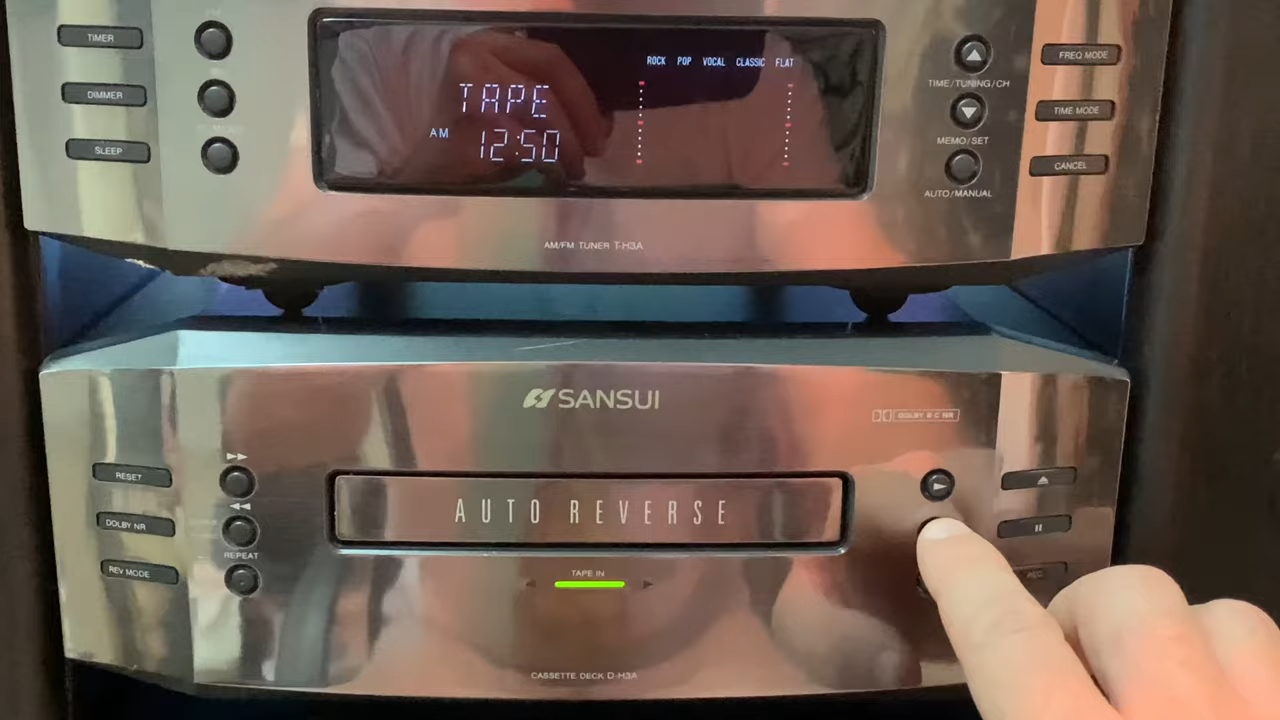 TIMER
DIMMER
SLEEP
ROCK POP VOCAL CLASSIC FLAT
TAPE
AM 12:50
TIME/TUNING/CH
MEMO/SET
AUTO/MANUAL
FREQ MODE
TIME MODE
CANCEL
AM/FM TUNER T-H3A
SANSUI
DOLBY B C NR
RESET
DOLBY NR
REV MODE
REPEAT
AUTO REVERSE
TAPE IN
REC
CASSETTE DECK D-H3A